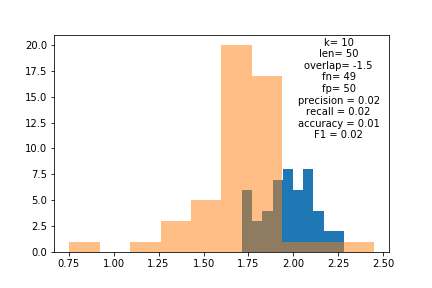 k= 10
len= 50
overlap= -1.5
fn= 49
fp= 50
precision = 0.02
recall = 0.02
accuracy = 0.01
F1 = 0.02
20.0
17.5
15.0
12.5
10.0
7.5
5.0
2.5
0.0
0.75 1.00 1.25 1.50 1.75 2.00 2.25 2.50